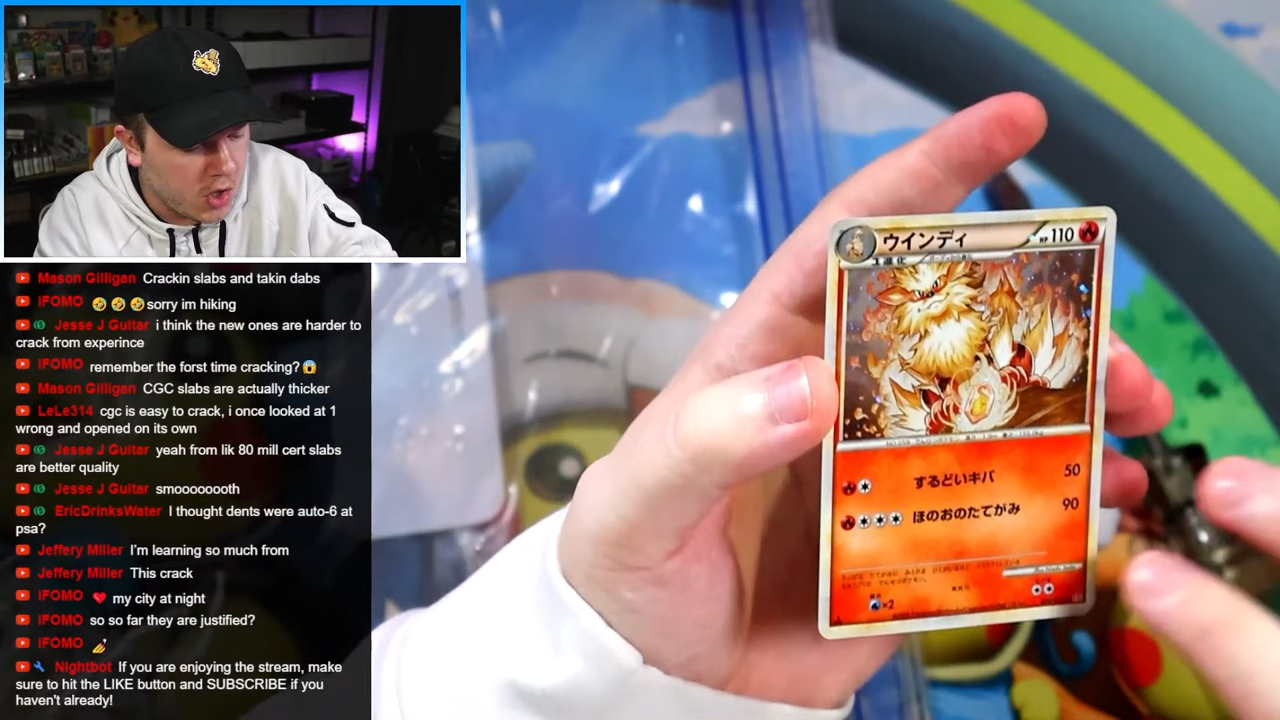 Mason Gilligan Crackin slabs and takin dabs
IFOMO 🤣🤣🤣sorry im hiking
Jesse J Guitar i think the new ones are harder to
crack from experince
IFOMO remember the forst time cracking?😱
Mason Gilligan CGC slabs are actually thicker
LeLe314 cgc is easy to crack, i once looked at 1
wrong and opened on its own
Jesse J Guitar yeah from lik 80 mill cert slabs
are better quality
Jesse J Guitar smoooooooth
EricDrinksWater I thought dents were auto-6 at
psa?
Jeffery Miller I'm learning so much from
Jeffery Miller This crack
IFOMO ❤️ my city at night
IFOMO so so far they are justified?
IFOMO 💅
Nightbot If you are enjoying the stream, make
sure to hit the LIKE button and SUBSCRIBE if you
haven't already!
ウインディ HP 110
1進化
するどいキバ 50
ほのおのたてがみ 90
×2